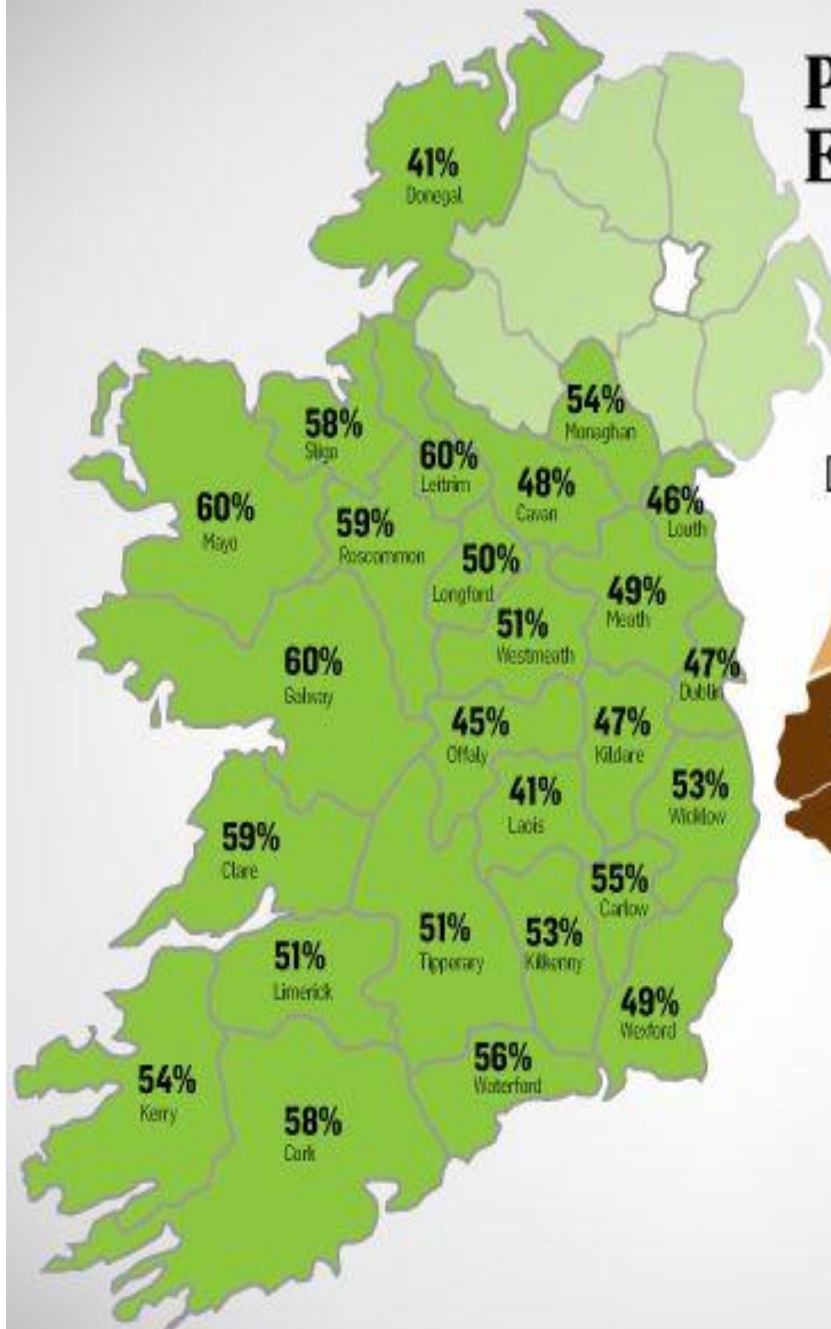 P
E
41%
Donegal
54%
Monaghan
58%
Sligo
60%
Leitrim
48%
Cavan
46%
Louth
60%
Mayo
59%
Roscommon
50%
Longford
49%
Meath
51%
Westmeath
60%
Galway
47%
Dublin
45%
Offaly
47%
Kildare
41%
Laois
53%
Wicklow
59%
Clare
55%
Carlow
51%
Tipperary
53%
Kilkenny
51%
Limerick
49%
Wexford
56%
Waterford
54%
Kerry
58%
Cork